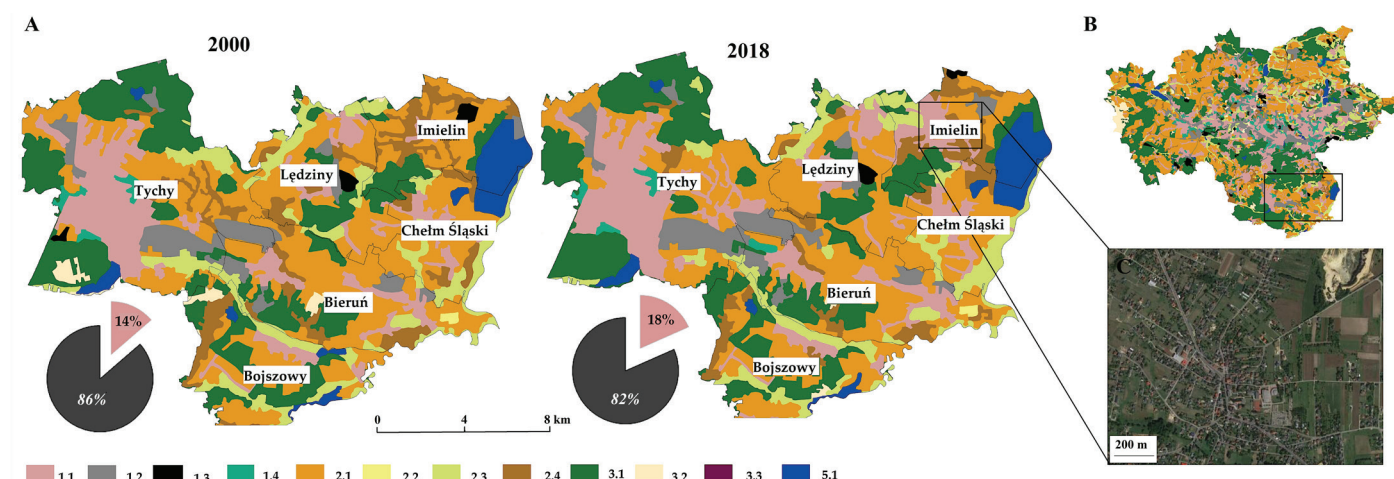 A
2000
2018
B
Imielin
Lędziny
Tychy
Chełm Śląski
Bieruń
Bojszowy
14%
86%
0 4 8 km
Imielin
Lędziny
Tychy
Chełm Śląski
Bieruń
Bojszowy
18%
82%
C
200 m
1.1 1.2 1.3 1.4 2.1 2.2 2.3 2.4 3.1 3.2 3.3 5.1